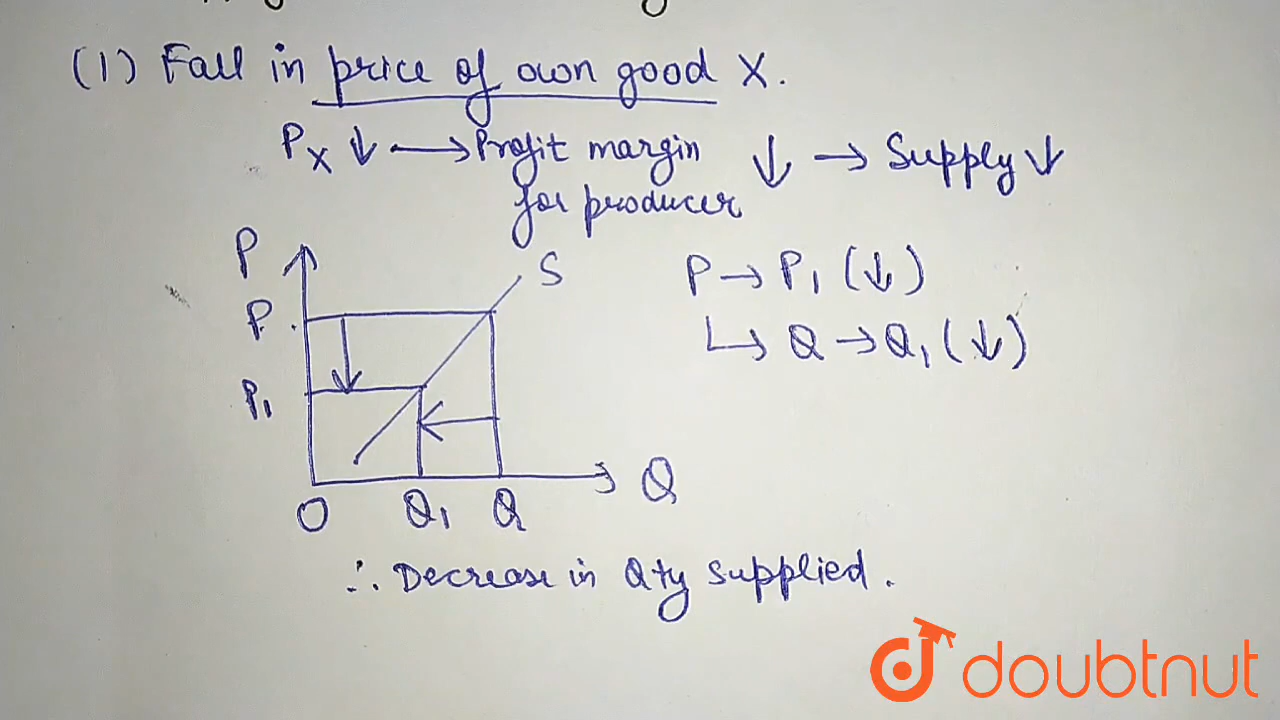 (1) Fall in price of own good X.
Px ↓ → Profit margin ↓ → Supply ↓
for producer
P
S
P
P1
O
Q1
Q
Q
P → P1 (↓)
↳ Q → Q1 (↓)
∴ Decrease in Qty supplied.
doubtnut